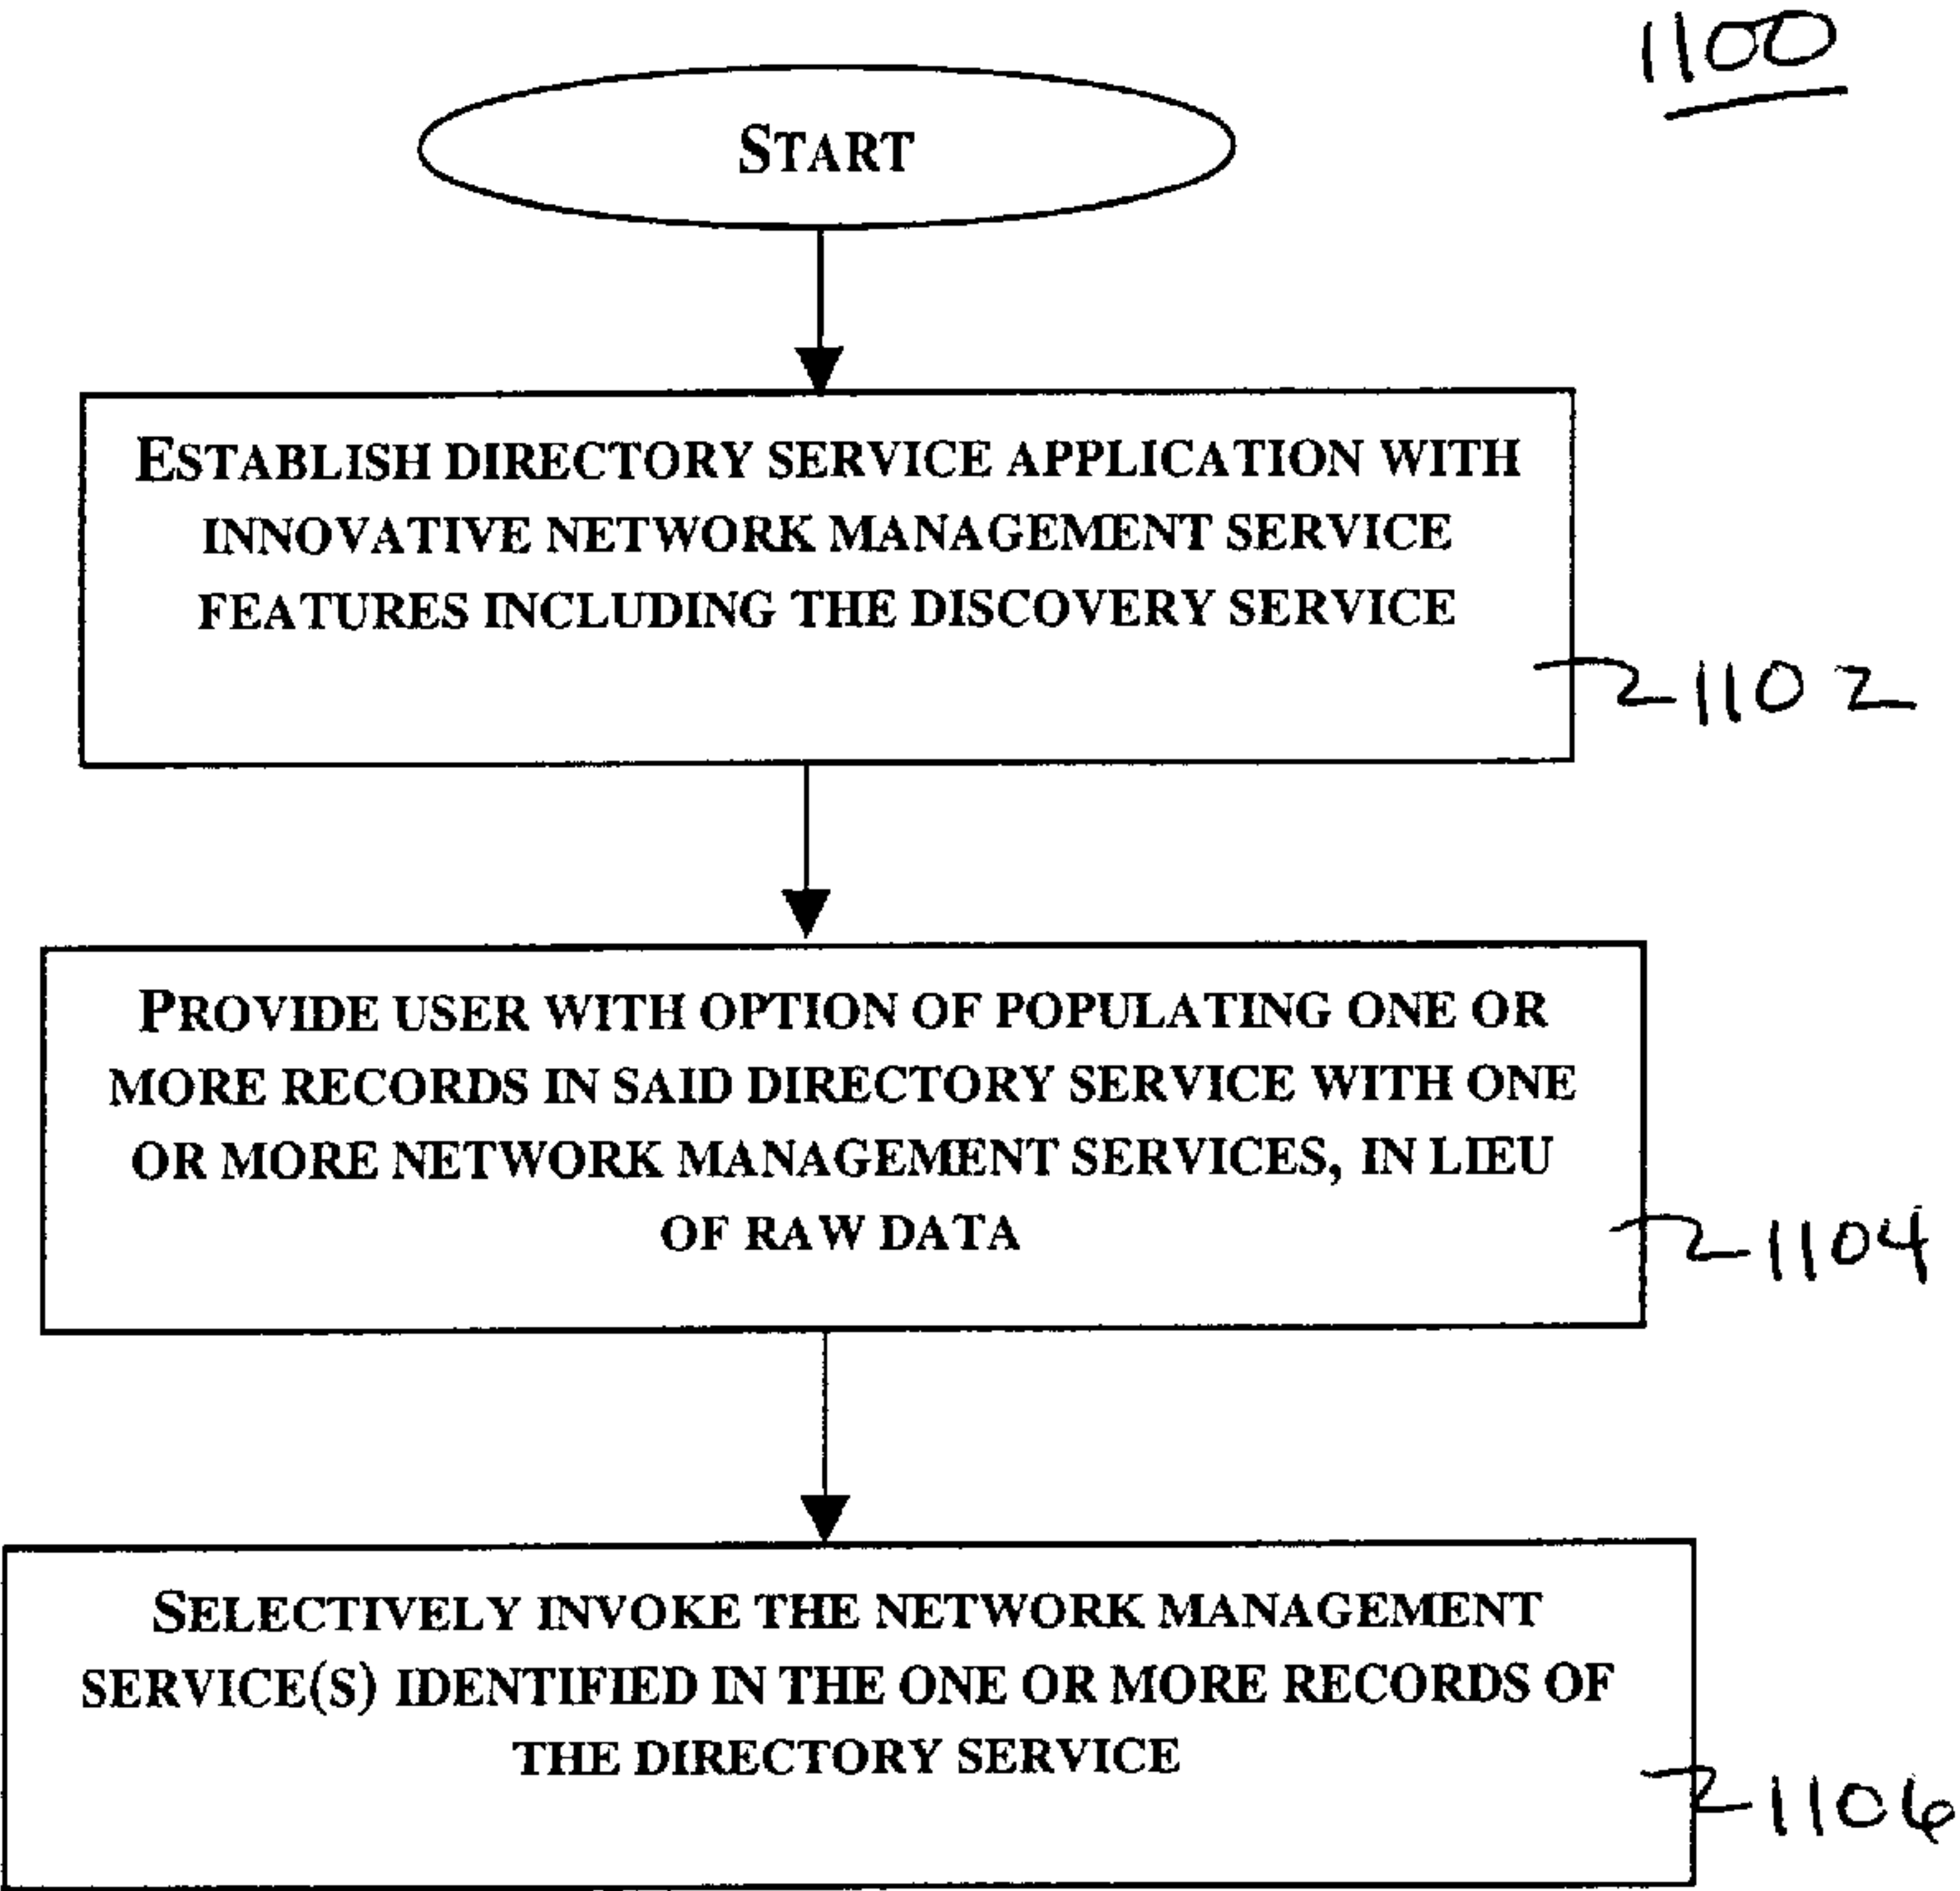 1100
START
ESTABLISH DIRECTORY SERVICE APPLICATION WITH
INNOVATIVE NETWORK MANAGEMENT SERVICE
FEATURES INCLUDING THE DISCOVERY SERVICE
1102
PROVIDE USER WITH OPTION OF POPULATING ONE OR
MORE RECORDS IN SAID DIRECTORY SERVICE WITH ONE
OR MORE NETWORK MANAGEMENT SERVICES, IN LIEU
OF RAW DATA
1104
SELECTIVELY INVOKE THE NETWORK MANAGEMENT
SERVICE(S) IDENTIFIED IN THE ONE OR MORE RECORDS OF
THE DIRECTORY SERVICE
1106